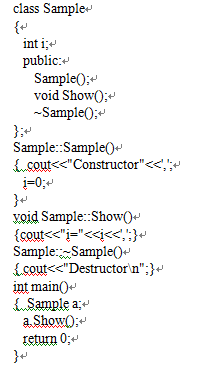 class Sample
{
int i;
public:
Sample();
void Show();
~Sample();
};
Sample::Sample()
{ cout<<"Constructor"<<',';
i=0;
}
void Sample::Show()
{cout<<"i="<<i<<',';}
Sample::~Sample()
{cout<<"Destructor\n";}
int main()
{ Sample a;
a.Show();
return 0;
}